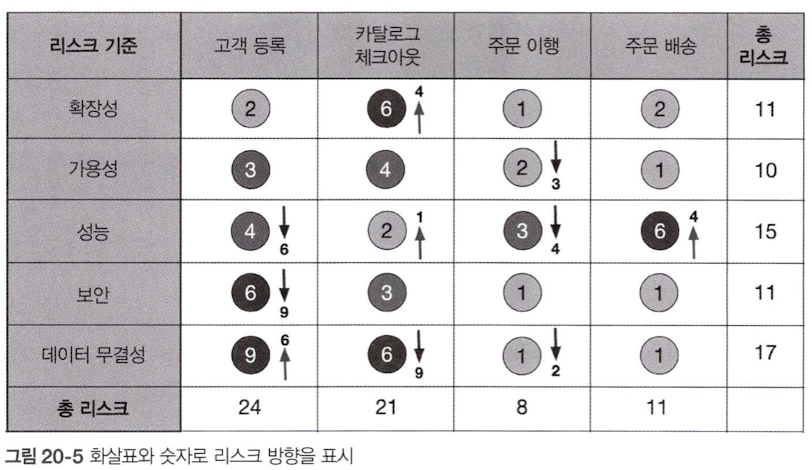 리스크 기준 고객 등록 카탈로그 체크아웃 주문 이행 주문 배송 총 리스크
확장성 2 6 4 1 2 11
가용성 3 4 2 3 1 10
성능 4 6 2 1 3 4 6 4 15
보안 6 9 3 1 1 11
데이터 무결성 9 6 6 9 1 2 1 17
총 리스크 24 21 8 11
그림 20-5 화살표와 숫자로 리스크 방향을 표시